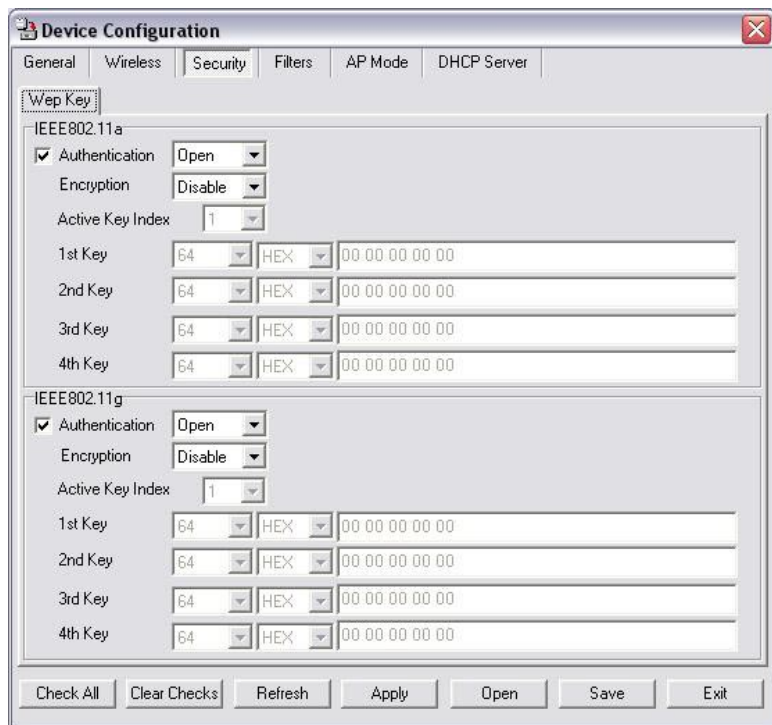 Device Configuration
General Wireless Security Filters AP Mode DHCP Server
Wep Key
IEEE802.11a
Authentication Open
Encryption Disable
Active Key Index 1
1st Key 64 HEX 00 00 00 00 00
2nd Key 64 HEX 00 00 00 00 00
3rd Key 64 HEX 00 00 00 00 00
4th Key 64 HEX 00 00 00 00 00
IEEE802.11g
Authentication Open
Encryption Disable
Active Key Index 1
1st Key 64 HEX 00 00 00 00 00
2nd Key 64 HEX 00 00 00 00 00
3rd Key 64 HEX 00 00 00 00 00
4th Key 64 HEX 00 00 00 00 00
Check All Clear Checks Refresh Apply Open Save Exit